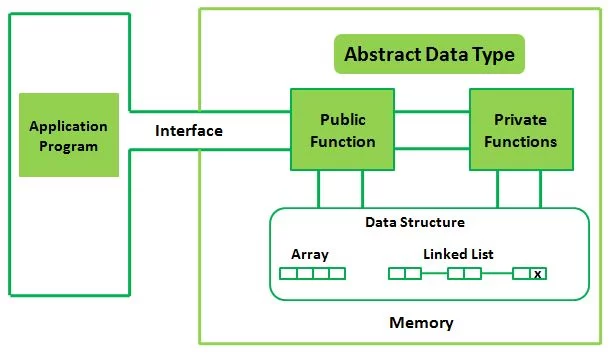 Abstract Data Type
Application
Program
Interface
Public
Function
Private
Functions
Data Structure
Array
Linked List
x
Memory